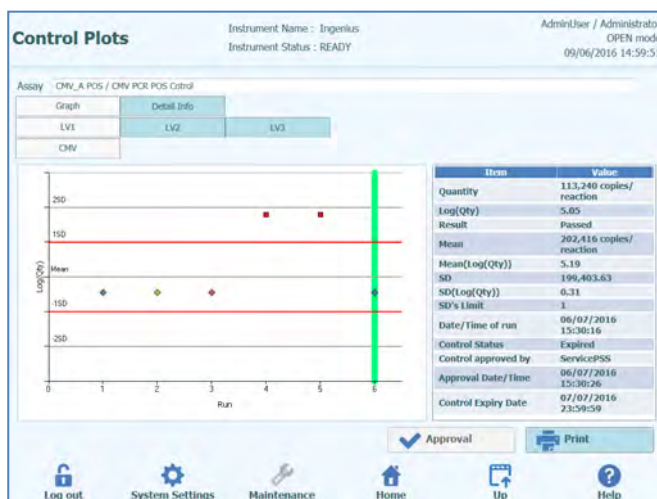 Control Plots
Instrument Name : Ingenius
Instrument Status : READY
AdminUser / Administrato
OPEN mod
09/06/2016 14:59:5
Assay CMV_A POS / CMV PCR POS Cotrol
Graph Detail Info
LV1 LV2 LV3
CMV
2SD
1SD
Mean
-1SD
-2SD
Log(Qty)
0 1 2 3 4 5 6
Run
Item Value
Quantity 113,240 copies/
reaction
Log(Qty) 5.05
Result Passed
Mean 202,416 copies/
reaction
Mean(Log(Qty)) 5.19
SD 199,403.63
SD(Log(Qty)) 0.31
SD's Limit 1
Date/Time of run 06/07/2016
15:30:16
Control Status Expired
Control approved by ServicePSS
Approval Date/Time 06/07/2016
15:30:26
Control Expiry Date 07/07/2016
23:59:59
Approval Print
Log out System Settings Maintenance Home Up Help